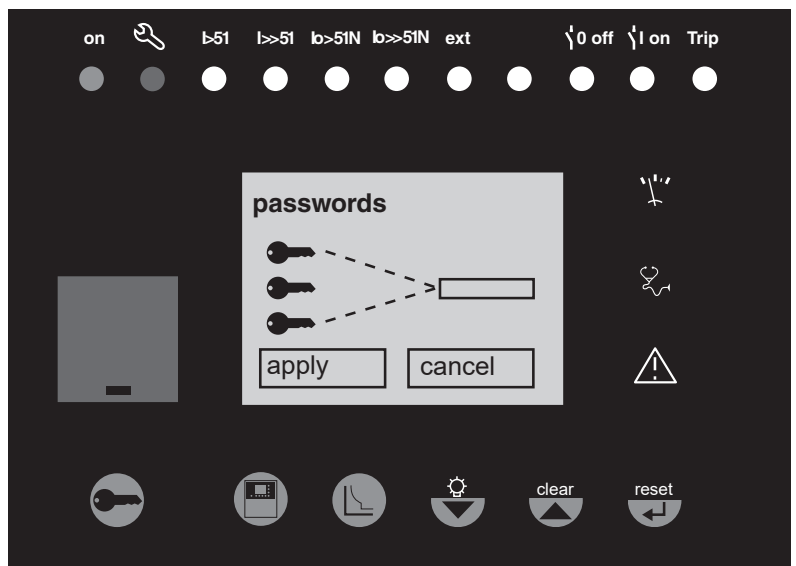 on I>51 I>>51 Io>51N Io>>51N ext 0 off I on Trip
passwords
apply cancel
clear reset